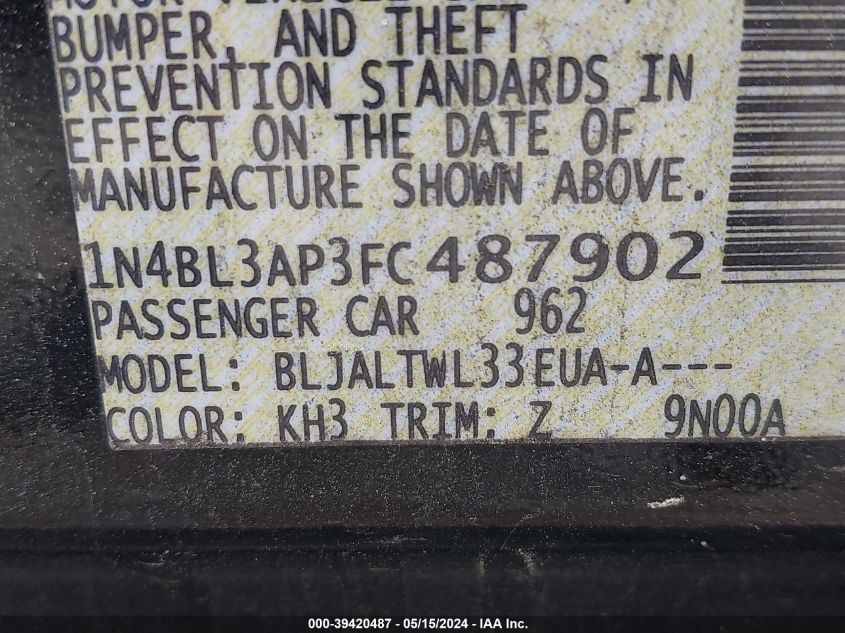 BUMPER, AND THEFT
PREVENTION STANDARDS IN
EFFECT ON THE DATE OF
MANUFACTURE SHOWN ABOVE.
1N4BL3AP3FC487902
PASSENGER CAR 962
MODEL: BLJALTWL33EUA-A---
COLOR: KH3 TRIM: Z 9N00A
000-39420487 - 05/15/2024 - IAA Inc.